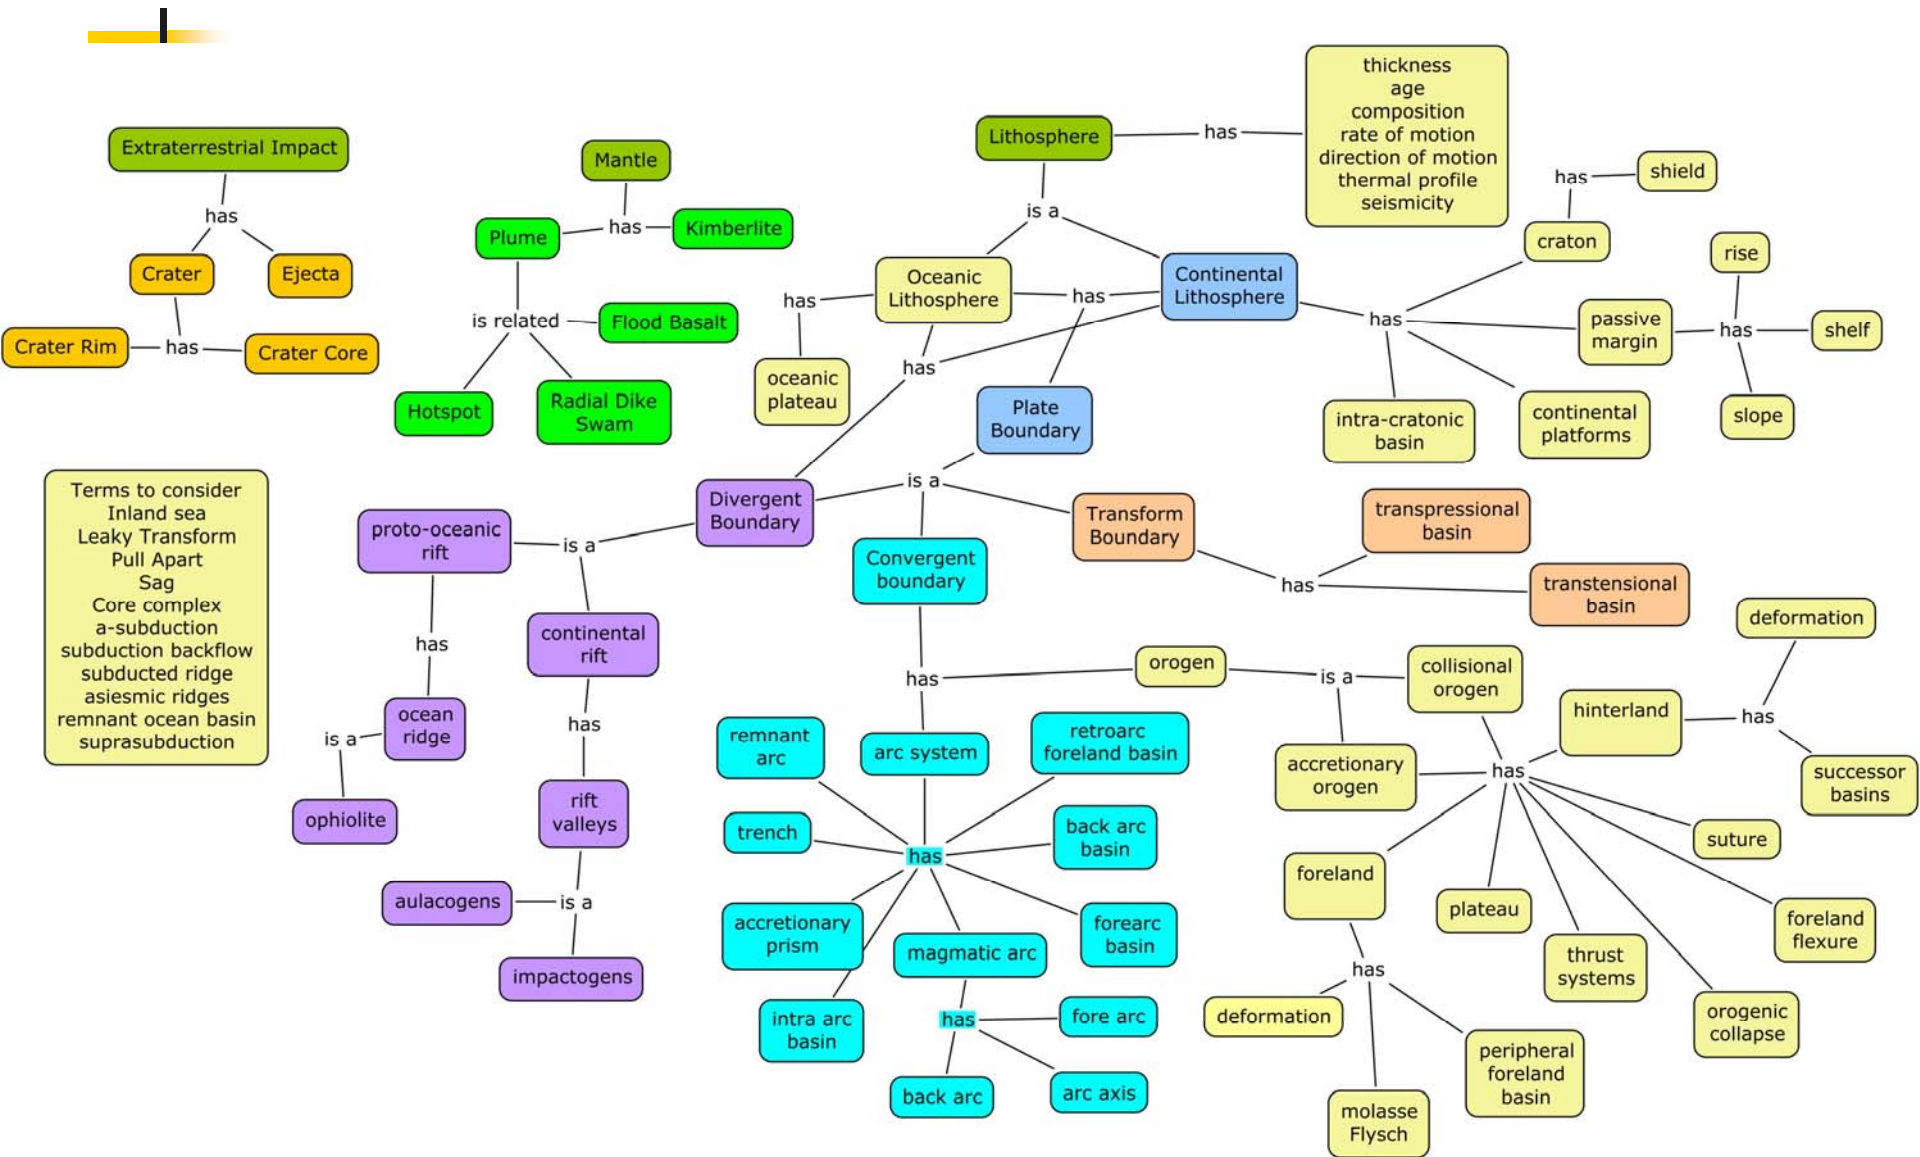 thickness
age
composition
rate of motion
direction of motion
thermal profile
seismicity
Lithosphere
has
Extraterrestrial Impact
has
Crater
Ejecta
Crater Rim
has
Crater Core
Mantle
has
Plume
Kimberlite
is related
Flood Basalt
Hotspot
Radial Dike
Swam
is a
Oceanic
Lithosphere
has
Continental
Lithosphere
has
oceanic
plateau
has
Plate
Boundary
has
craton
has
shield
passive
margin
has
rise
shelf
slope
intra-cratonic
basin
continental
platforms
is a
Divergent
Boundary
Transform
Boundary
has
transpressional
basin
transtensional
basin
Convergent
boundary
Terms to consider
Inland sea
Leaky Transform
Pull Apart
Sag
Core complex
a-subduction
subduction backflow
subducted ridge
asiesmic ridges
remnant ocean basin
suprasubduction
proto-oceanic
rift
is a
continental
rift
has
ocean
ridge
is a
ophiolite
has
rift
valleys
is a
aulacogens
impactogens
has
orogen
is a
collisional
orogen
accretionary
orogen
arc system
has
remnant
arc
retroarc
foreland basin
trench
back arc
basin
accretionary
prism
forearc
basin
magmatic arc
intra arc
basin
has
fore arc
back arc
arc axis
has
hinterland
has
deformation
successor
basins
suture
foreland
flexure
orogenic
collapse
thrust
systems
plateau
foreland
has
deformation
molasse
Flysch
peripheral
foreland
basin